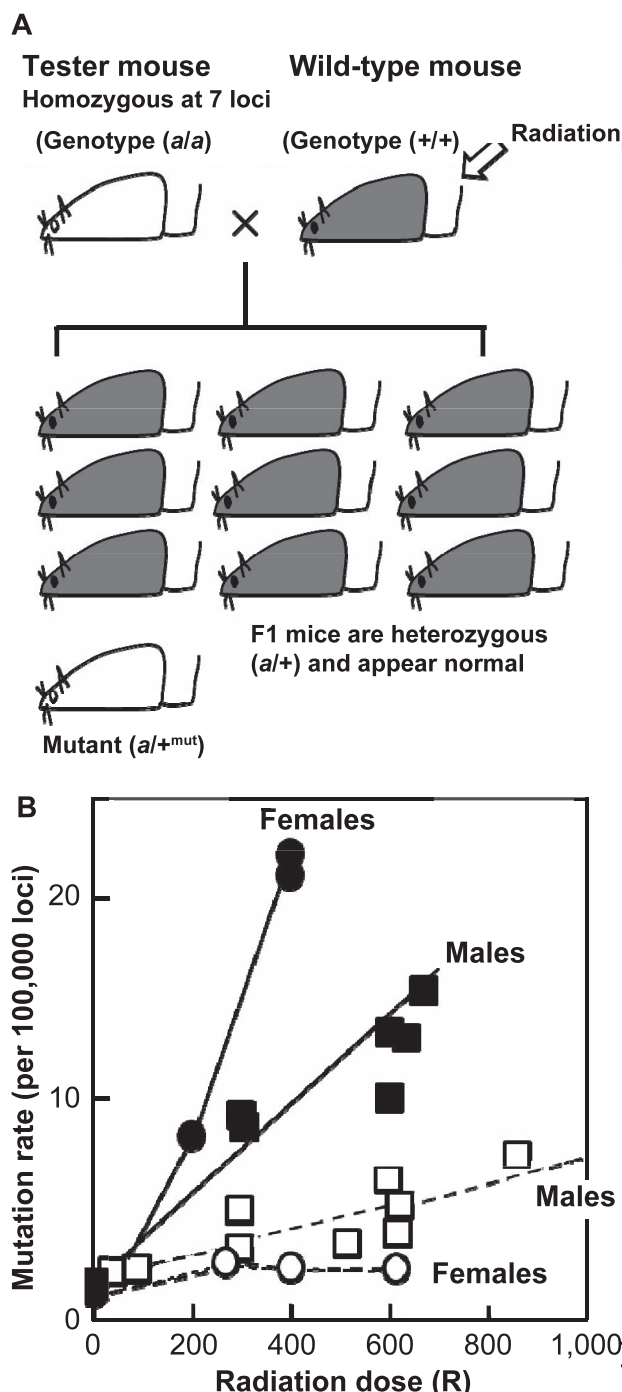 A
Tester mouse
Homozygous at 7 loci
(Genotype (a/a)
Wild-type mouse
(Genotype (+/+)
Radiation
×
F1 mice are heterozygous
(a/+) and appear normal
Mutant (a/+mut)
B
Mutation rate (per 100,000 loci)
20
10
0
Females
Males
Males
Females
0 200 400 600 800 1,000
Radiation dose (R)